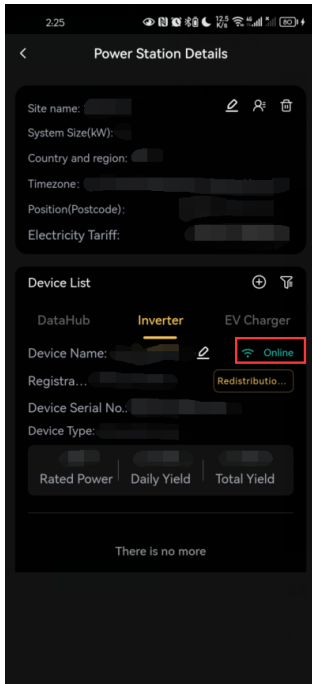 2:25
12.5 K/s 80
Power Station Details
Site name:
System Size(kW):
Country and region:
Timezone:
Position(Postcode):
Electricity Tariff:
Device List
DataHub Inverter EV Charger
Device Name: Online
Registra... Redistributio...
Device Serial No.:
Device Type:
Rated Power Daily Yield Total Yield
There is no more